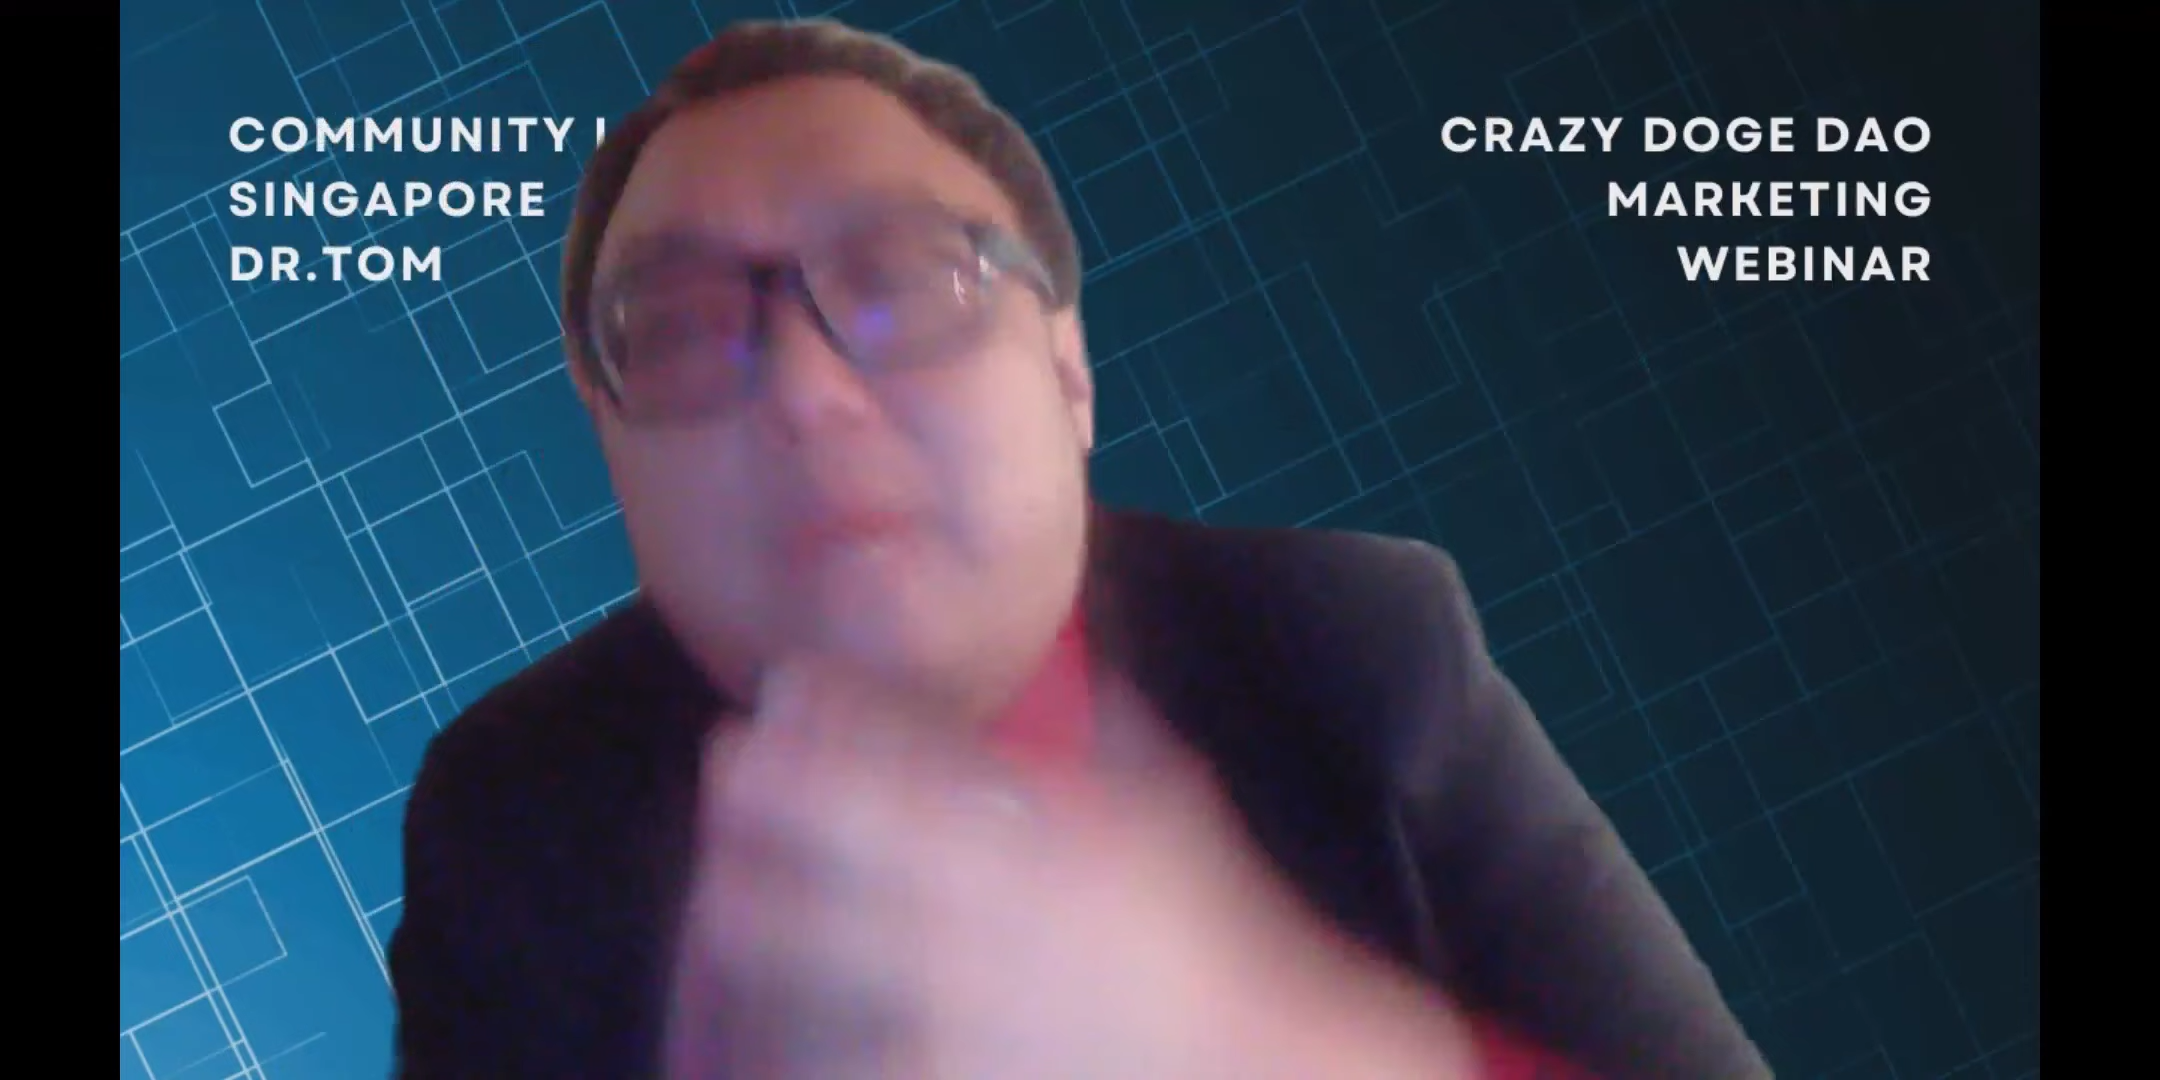 COMMUNITY
SINGAPORE
DR.TOM
CRAZY DOGE DAO
MARKETING
WEBINAR